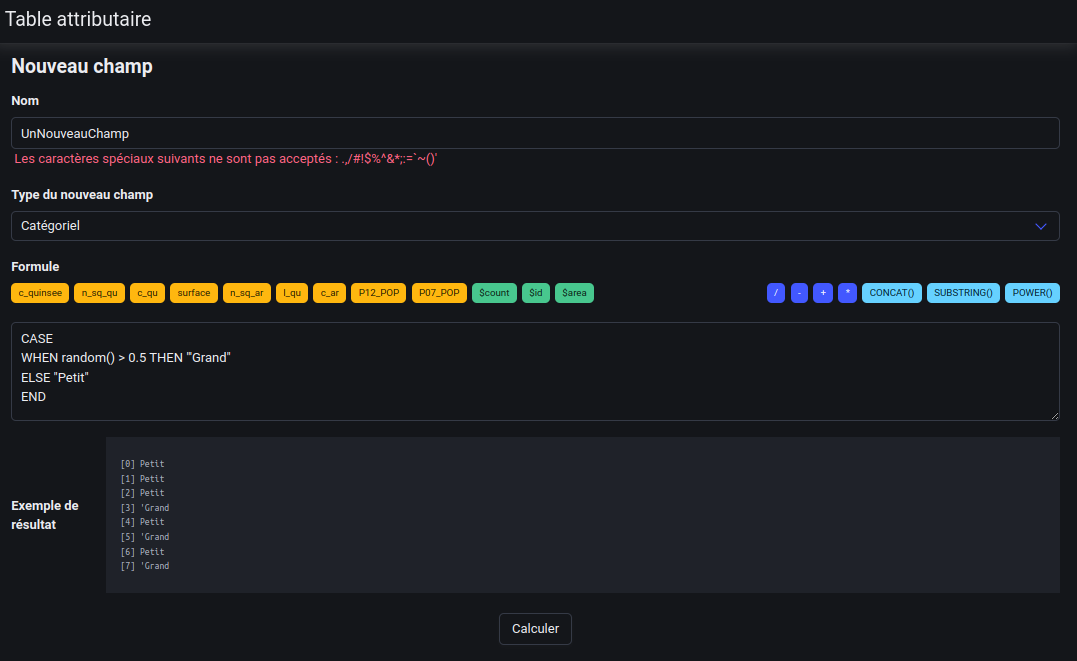 Table attributaire
Nouveau champ
Nom
UnNouveauChamp
Les caractères spéciaux suivants ne sont pas acceptés : .,/#!$%^&*;:=`~()'
Type du nouveau champ
Catégoriel
Formule
c_quinsee n_sq_qu c_qu surface n_sq_ar l_qu c_ar P12_POP P07_POP $count $id $area / - + * CONCAT() SUBSTRING() POWER()
CASE
WHEN random() > 0.5 THEN "'Grand"
ELSE "Petit"
END
Exemple de résultat
[0] Petit
[1] Petit
[2] Petit
[3] 'Grand
[4] Petit
[5] 'Grand
[6] Petit
[7] 'Grand
Calculer